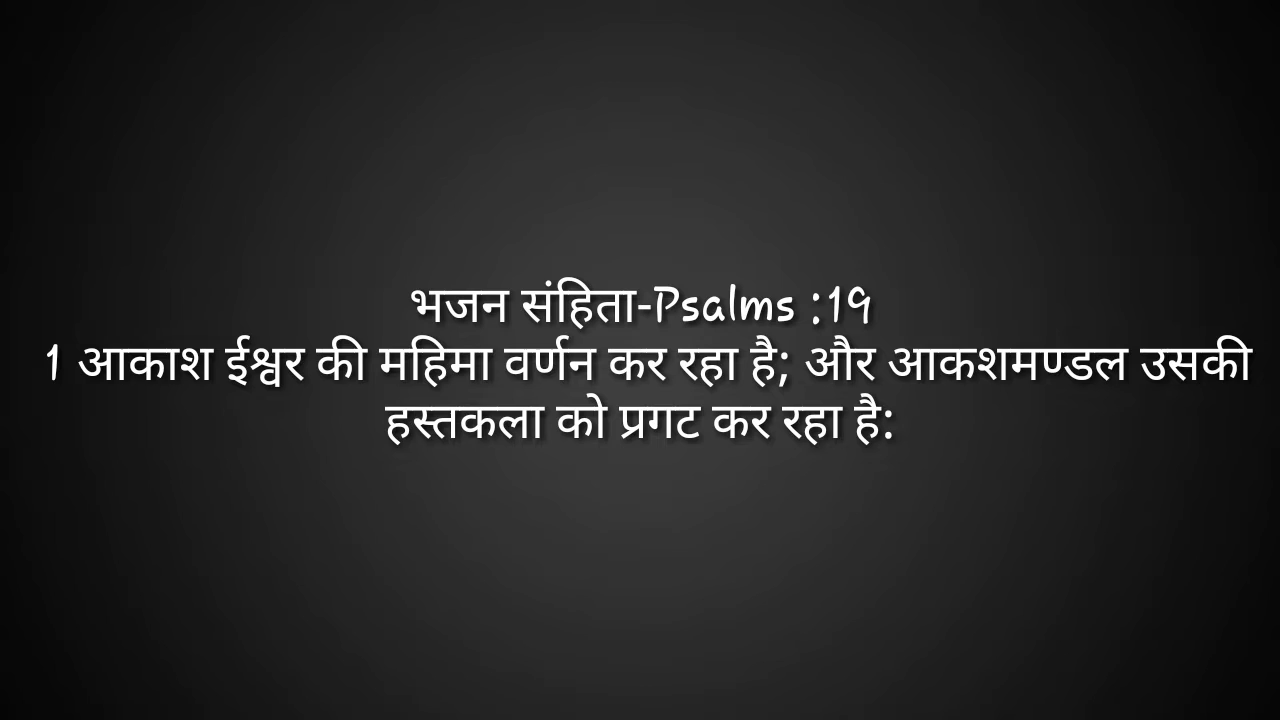 भजन संहिता-Psalms :19
1 आकाश ईश्वर की महिमा वर्णन कर रहा है; और आकशमण्डल उसकी
हस्तकला को प्रगट कर रहा है: